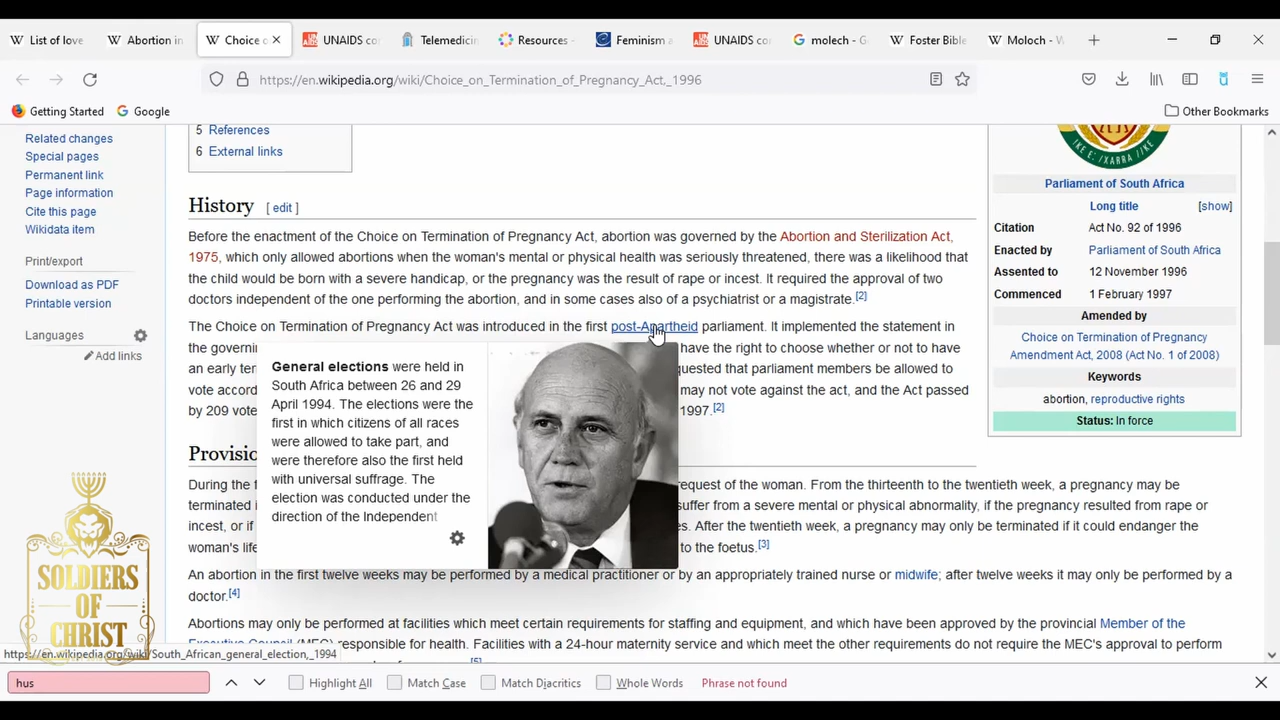 List of love
Abortion in
Choice o
UNAIDS co
Telemedicin
Resources -
Feminism a
UNAIDS co
molech - G
Foster Bible
Moloch - W
https://en.wikipedia.org/wiki/Choice_on_Termination_of_Pregnancy_Act,_1996
Getting Started
Google
Other Bookmarks
Related changes
Special pages
Permanent link
Page information
Cite this page
Wikidata item
Print/export
Download as PDF
Printable version
Languages
Add links
5 References
6 External links
History [ edit ]
Before the enactment of the Choice on Termination of Pregnancy Act, abortion was governed by the Abortion and Sterilization Act,
1975, which only allowed abortions when the woman's mental or physical health was seriously threatened, there was a likelihood that
the child would be born with a severe handicap, or the pregnancy was the result of rape or incest. It required the approval of two
doctors independent of the one performing the abortion, and in some cases also of a psychiatrist or a magistrate.[2]
The Choice on Termination of Pregnancy Act was introduced in the first post-Apartheid parliament. It implemented the statement in
the governi have the right to choose whether or not to have
an early ter quested that parliament members be allowed to
vote accord may not vote against the act, and the Act passed
by 209 vote 1997.[2]
General elections were held in
South Africa between 26 and 29
April 1994. The elections were the
first in which citizens of all races
were allowed to take part, and
were therefore also the first held
with universal suffrage. The
election was conducted under the
direction of the Independent
Provisio
During the f equest of the woman. From the thirteenth to the twentieth week, a pregnancy may be
terminated i suffer from a severe mental or physical abnormality, if the pregnancy resulted from rape or
incest, or if es. After the twentieth week, a pregnancy may only be terminated if it could endanger the
woman's life to the foetus.[3]
An abortion in the first twelve weeks may be performed by a medical practitioner or by an appropriately trained nurse or midwife; after twelve weeks it may only be performed by a
doctor.[4]
Abortions may only be performed at facilities which meet certain requirements for staffing and equipment, and which have been approved by the provincial Member of the
Executive Council (MEC) responsible for health. Facilities with a 24-hour maternity service and which meet the other requirements do not require the MEC's approval to perform
[5]
IKE E: /XARRA //KE
Parliament of South Africa
Long title [show]
Citation Act No. 92 of 1996
Enacted by Parliament of South Africa
Assented to 12 November 1996
Commenced 1 February 1997
Amended by
Choice on Termination of Pregnancy
Amendment Act, 2008 (Act No. 1 of 2008)
Keywords
abortion, reproductive rights
Status: In force
SOLDIERS
OF
CHRIST
https://en.wikipedia.org/wiki/South_African_general_election,_1994
hus
Highlight All
Match Case
Match Diacritics
Whole Words
Phrase not found